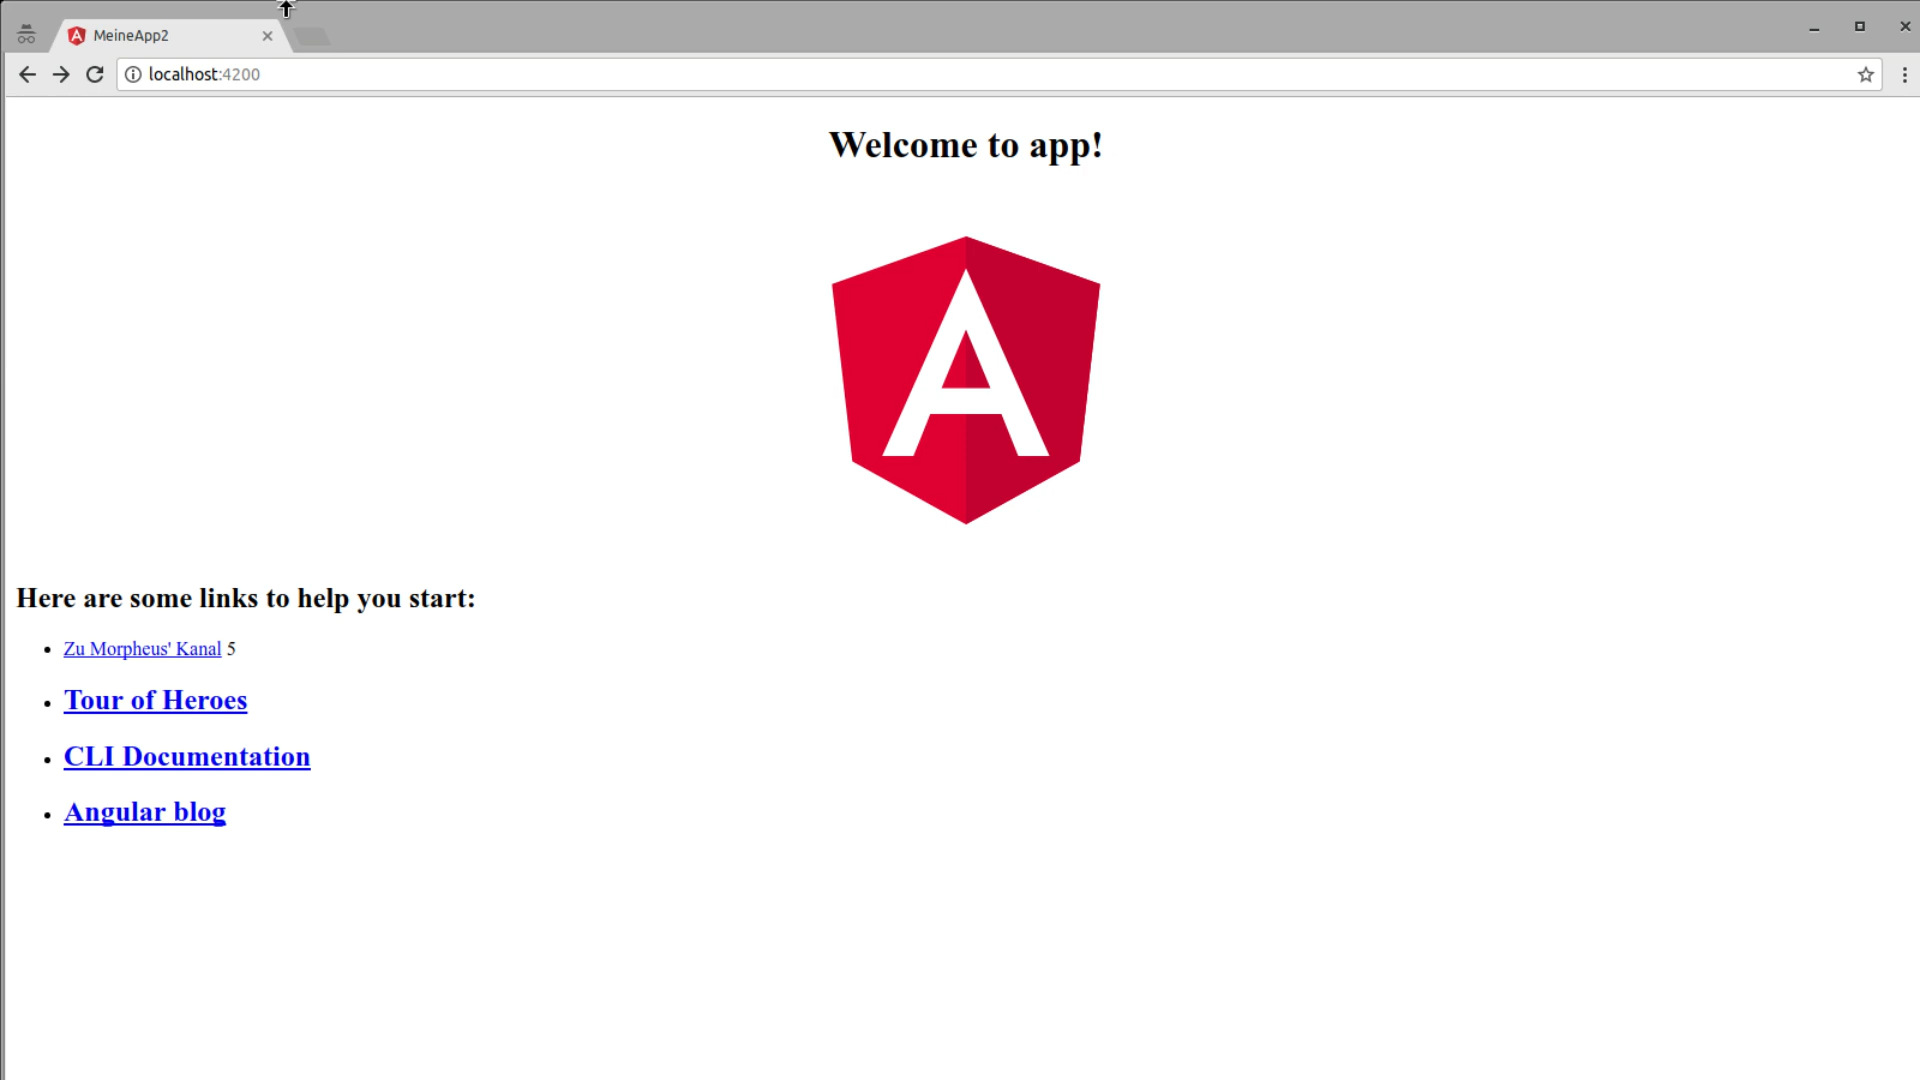 MeineApp2
localhost:4200
Welcome to app!
A
Here are some links to help you start:
Zu Morpheus' Kanal 5
Tour of Heroes
CLI Documentation
Angular blog